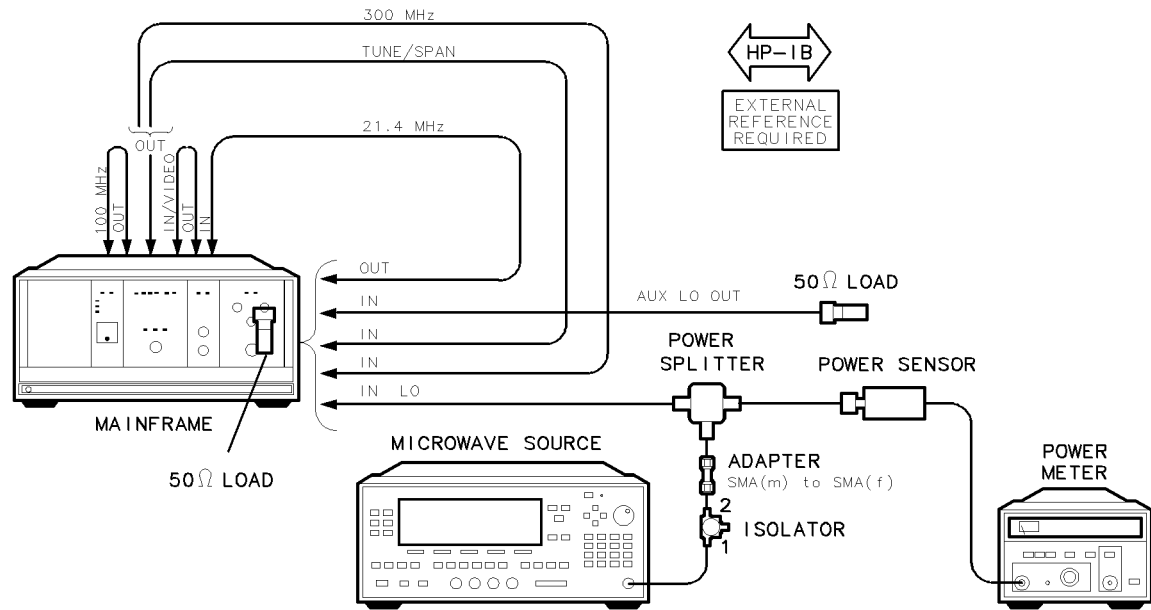 300 MHz
TUNE/SPAN
21.4 MHz
OUT
100 MHz
OUT
IN/VIDEO
OUT
IN
HP-IB
EXTERNAL
REFERENCE
REQUIRED
OUT
IN
AUX LO OUT
50Ω LOAD
IN
IN
IN LO
POWER
SPLITTER
POWER SENSOR
MAINFRAME
50Ω LOAD
MICROWAVE SOURCE
ADAPTER
SMA(m) to SMA(f)
2
ISOLATOR
1
POWER
METER